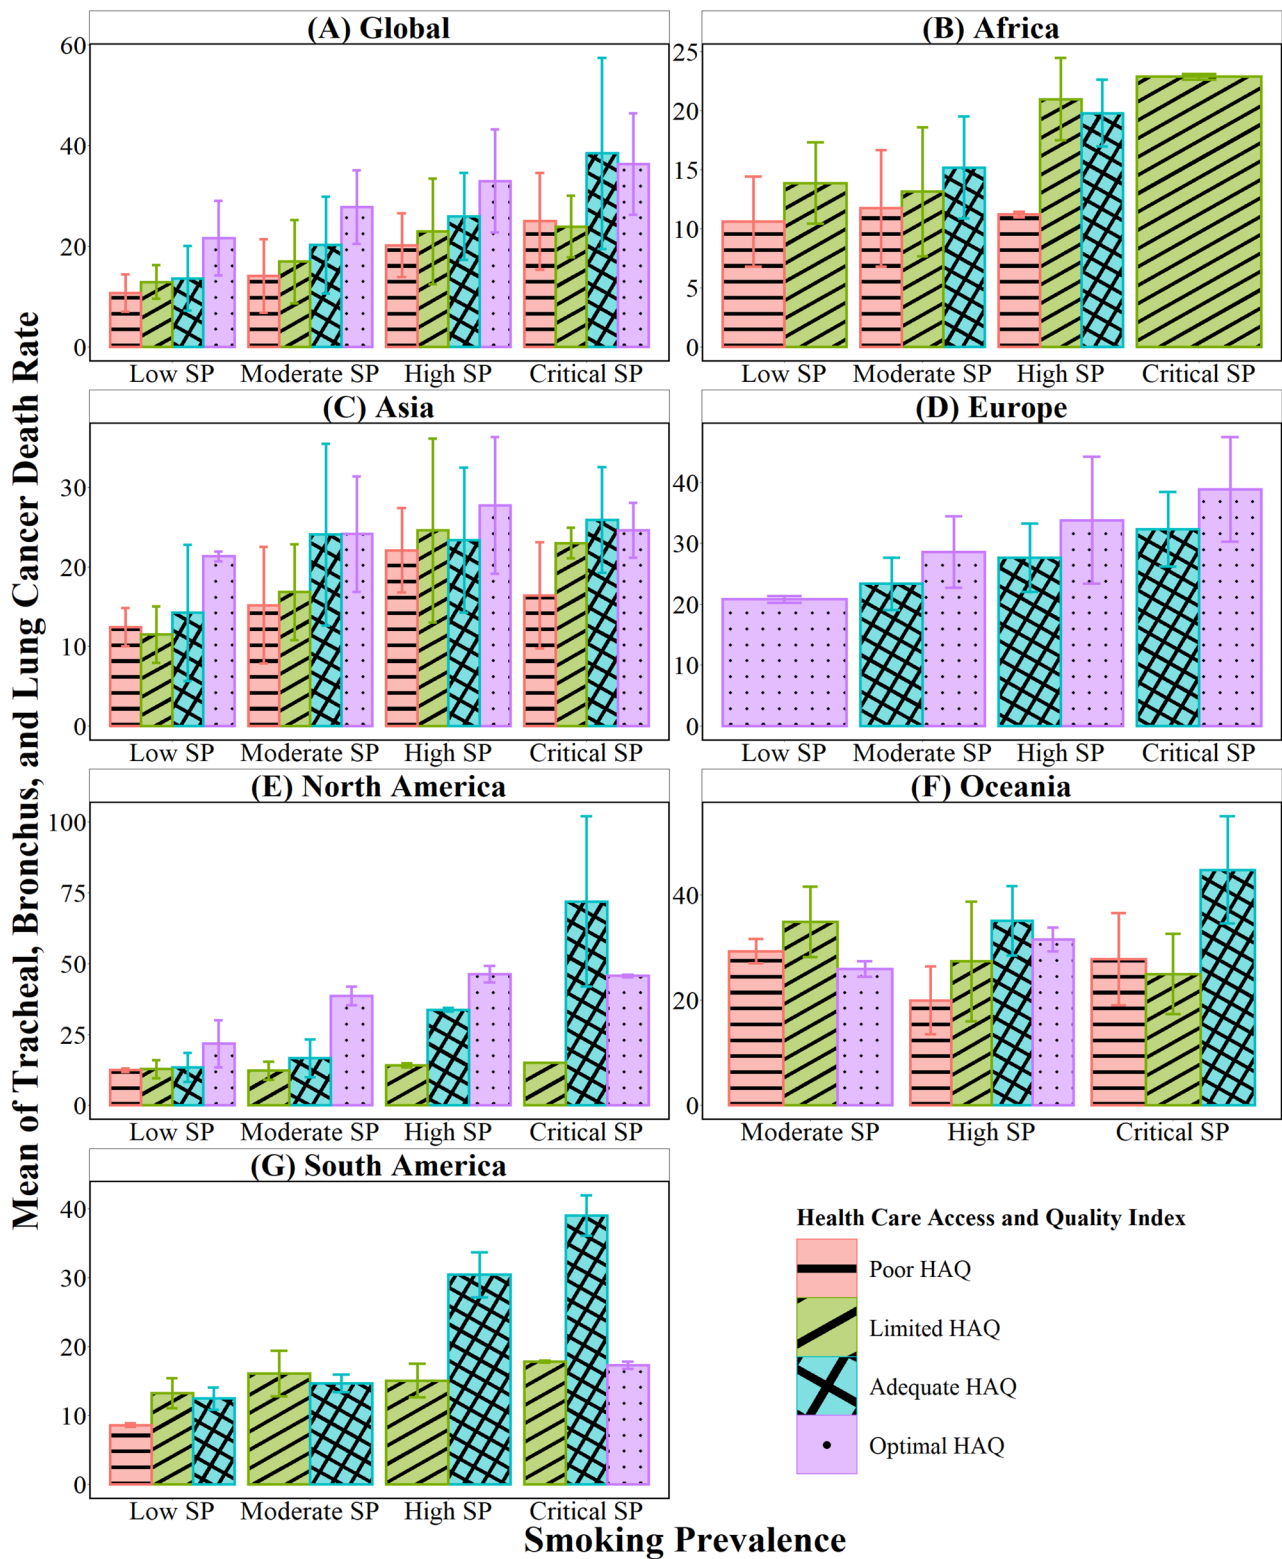 Mean of Tracheal, Bronchus, and Lung Cancer Death Rate
(A) Global
60
40
20
0
Low SP Moderate SP High SP Critical SP
(B) Africa
25
20
15
10
5
0
Low SP Moderate SP High SP Critical SP
(C) Asia
30
20
10
0
Low SP Moderate SP High SP Critical SP
(D) Europe
40
30
20
10
0
Low SP Moderate SP High SP Critical SP
(E) North America
100
75
50
25
0
Low SP Moderate SP High SP Critical SP
(F) Oceania
40
20
0
Moderate SP High SP Critical SP
(G) South America
40
30
20
10
0
Low SP Moderate SP High SP Critical SP
Health Care Access and Quality Index
Poor HAQ
Limited HAQ
Adequate HAQ
Optimal HAQ
Smoking Prevalence